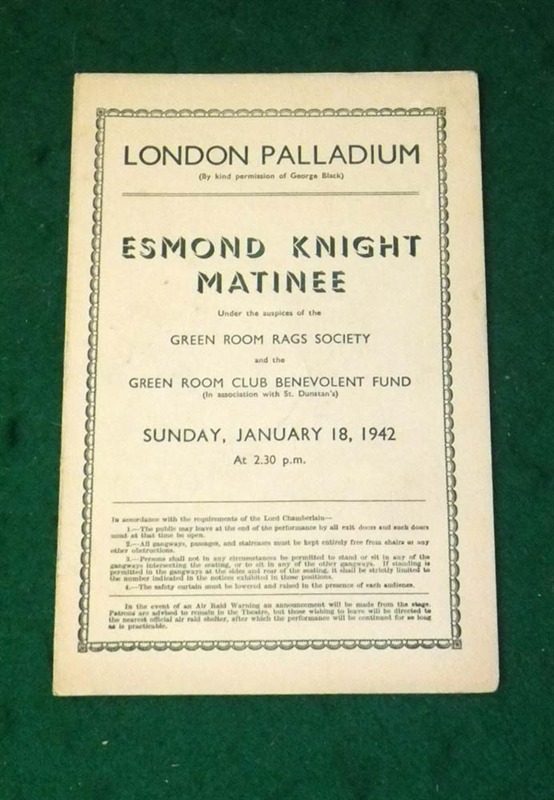 LONDON PALLADIUM
(By kind permission of George Black)
ESMOND KNIGHT
MATINEE
Under the auspices of the
GREEN ROOM RAGS SOCIETY
and the
GREEN ROOM CLUB BENEVOLENT FUND
(In association with St. Dunstan's)
SUNDAY, JANUARY 18, 1942
At 2.30 p.m.
In accordance with the requirements of the Lord Chamberlain—
1.—The public may leave at the end of the performance by all exit doors and such doors
must at that time be open.
2.—All gangways, passages, and staircases must be kept entirely free from chairs or any
other obstructions.
3.—Persons shall not in any circumstances be permitted to stand or sit in any of the
gangways intersecting the seating, or to sit in any of the other gangways. If standing is
permitted in the gangways at the sides and rear of the seating, it shall be strictly limited to
the number indicated in the notices exhibited in those positions.
4.—The safety curtain must be lowered and raised in the presence of each audience.
In the event of an Air Raid Warning an announcement will be made from the stage.
Patrons are advised to remain in the Theatre, but those wishing to leave will be directed to
the nearest official air raid shelter, after which the performance will be continued for so long
as is practicable.